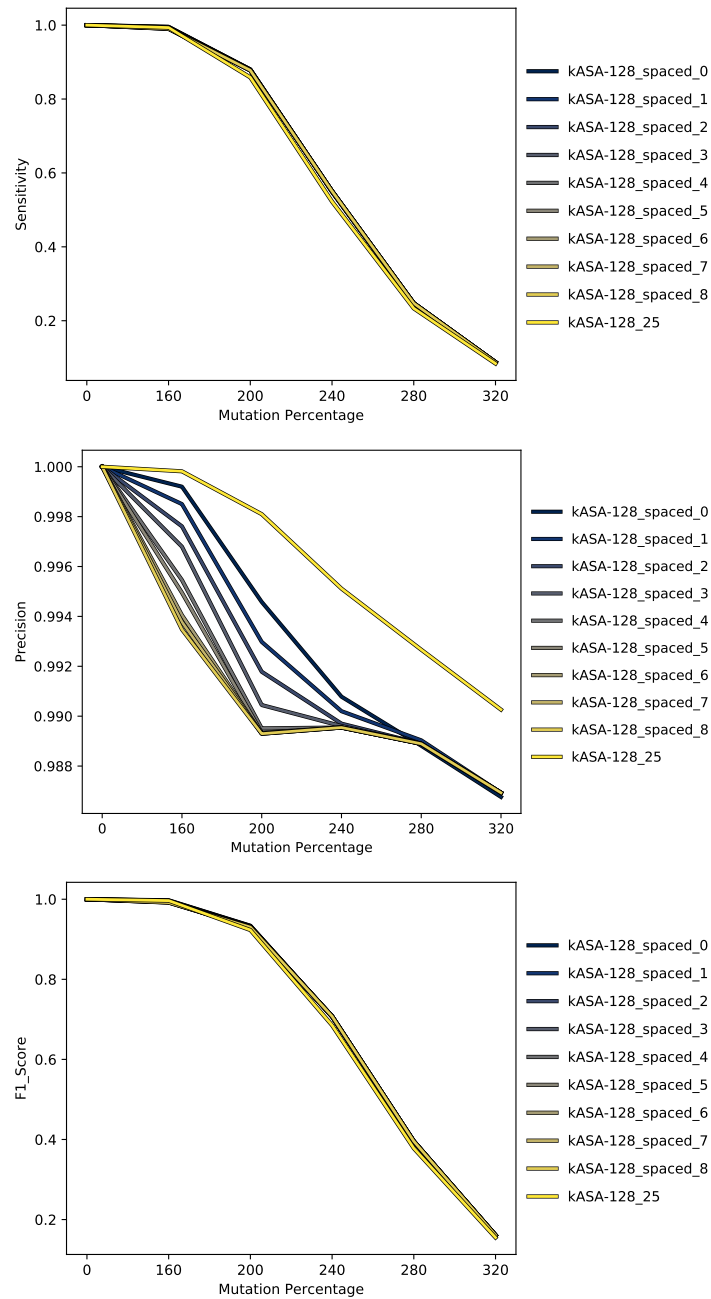 1.0
0.8
0.6
0.4
0.2
Sensitivity
0 160 200 240 280 320
Mutation Percentage
kASA-128_spaced_0
kASA-128_spaced_1
kASA-128_spaced_2
kASA-128_spaced_3
kASA-128_spaced_4
kASA-128_spaced_5
kASA-128_spaced_6
kASA-128_spaced_7
kASA-128_spaced_8
kASA-128_25
1.000
0.998
0.996
0.994
0.992
0.990
0.988
Precision
0 160 200 240 280 320
Mutation Percentage
kASA-128_spaced_0
kASA-128_spaced_1
kASA-128_spaced_2
kASA-128_spaced_3
kASA-128_spaced_4
kASA-128_spaced_5
kASA-128_spaced_6
kASA-128_spaced_7
kASA-128_spaced_8
kASA-128_25
1.0
0.8
0.6
0.4
0.2
F1_Score
0 160 200 240 280 320
Mutation Percentage
kASA-128_spaced_0
kASA-128_spaced_1
kASA-128_spaced_2
kASA-128_spaced_3
kASA-128_spaced_4
kASA-128_spaced_5
kASA-128_spaced_6
kASA-128_spaced_7
kASA-128_spaced_8
kASA-128_25